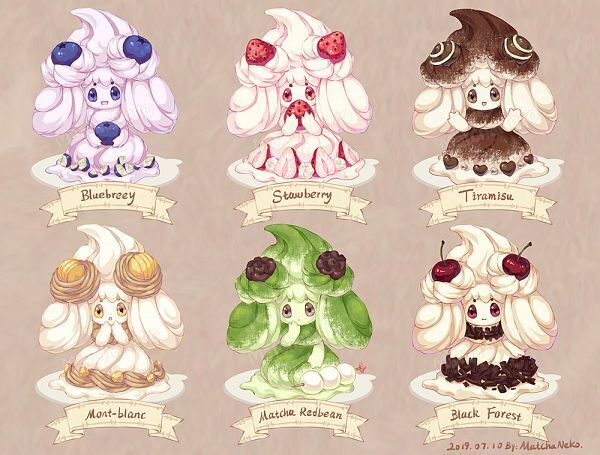 Bluebreey
Stawberry
Tiramisu
Mont-blanc
Matcha Redbean
Black Forest
2019.07.10 By: MatchaNeko.